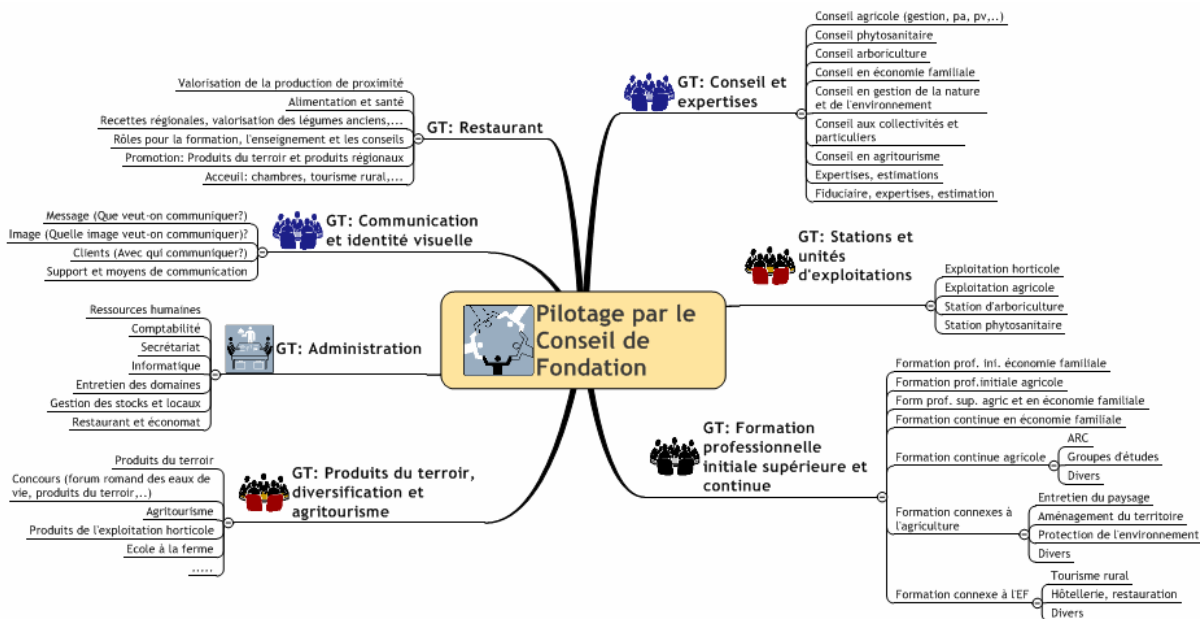 Pilotage par le
Conseil de
Fondation
GT: Conseil et
expertises
Conseil agricole (gestion, pa, pv,..)
Conseil phytosanitaire
Conseil arboriculture
Conseil en économie familiale
Conseil en gestion de la nature
et de l'environnement
Conseil aux collectivités et
particuliers
Conseil en agritourisme
Expertises, estimations
Fiduciaire, expertises, estimation
GT: Stations et
unités
d'exploitations
Exploitation horticole
Exploitation agricole
Station d'arboriculture
Station phytosanitaire
GT: Formation
professionnelle
initiale supérieure et
continue
Formation prof. ini. économie familiale
Formation prof.initiale agricole
Form prof. sup. agric et en économie familiale
Formation continue en économie familiale
Formation continue agricole
ARC
Groupes d'études
Divers
Formation connexes à
l'agriculture
Entretien du paysage
Aménagement du territoire
Protection de l'environnement
Divers
Formation connexe à l'EF
Tourisme rural
Hôtellerie, restauration
Divers
GT: Restaurant
Valorisation de la production de proximité
Alimentation et santé
Recettes régionales, valorisation des légumes anciens,...
Rôles pour la formation, l'enseignement et les conseils
Promotion: Produits du terroir et produits régionaux
Acceuil: chambres, tourisme rural,...
GT: Communication
et identité visuelle
Message (Que veut-on communiquer?)
Image (Quelle image veut-on communiquer)?
Clients (Avec qui communiquer?)
Support et moyens de communication
GT: Administration
Ressources humaines
Comptabilité
Secrétariat
Informatique
Entretien des domaines
Gestion des stocks et locaux
Restaurant et économat
GT: Produits du terroir,
diversification et
agritourisme
Produits du terroir
Concours (forum romand des eaux de
vie, produits du terroir,..)
Agritourisme
Produits de l'exploitation horticole
Ecole à la ferme
.....